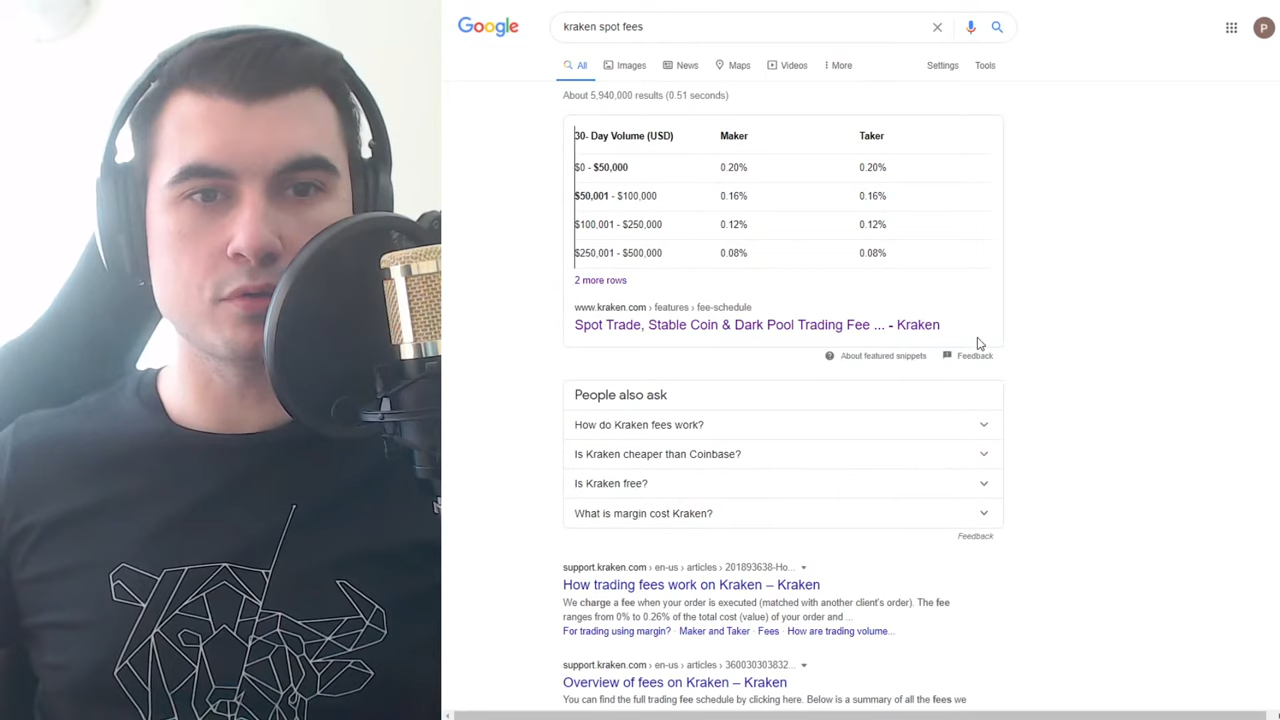 Google
kraken spot fees
P
All Images News Maps Videos More Settings Tools
About 5,940,000 results (0.51 seconds)
30- Day Volume (USD) Maker Taker
$0 - $50,000 0.20% 0.20%
$50,001 - $100,000 0.16% 0.16%
$100,001 - $250,000 0.12% 0.12%
$250,001 - $500,000 0.08% 0.08%
2 more rows
www.kraken.com › features › fee-schedule
Spot Trade, Stable Coin & Dark Pool Trading Fee ... - Kraken
About featured snippets Feedback
People also ask
How do Kraken fees work?
Is Kraken cheaper than Coinbase?
Is Kraken free?
What is margin cost Kraken?
Feedback
support.kraken.com › en-us › articles › 201893638-Ho...
How trading fees work on Kraken – Kraken
We charge a fee when your order is executed (matched with another client's order). The fee
ranges from 0% to 0.26% of the total cost (value) of your order and ...
For trading using margin? · Maker and Taker · Fees · How are trading volume...
support.kraken.com › en-us › articles › 360030303832...
Overview of fees on Kraken – Kraken
You can find the full trading fee schedule by clicking here. Below is a summary of all the fees we